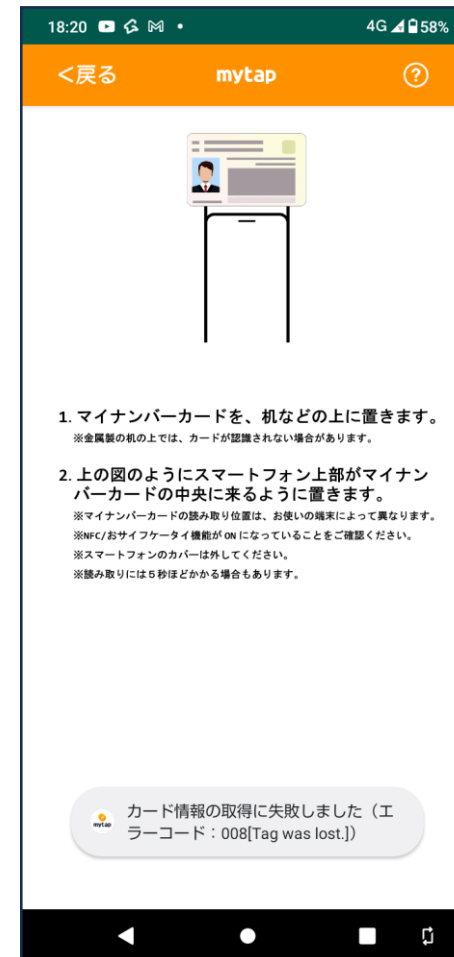 18:20 4G 58%
<戻る mytap ?
1. マイナンバーカードを、机などの上に置きます。
※金属製の机の上では、カードが認識されない場合があります。
2. 上の図のようにスマートフォン上部がマイナン
バーカードの中央に来るように置きます。
※マイナンバーカードの読み取り位置は、お使いの端末によって異なります。
※NFC/おサイフケータイ機能が ON になっていることをご確認ください。
※スマートフォンのカバーは外してください。
※読み取りには5秒ほどかかる場合もあります。
mytap
カード情報の取得に失敗しました（エ
ラーコード：008[Tag was lost.]）